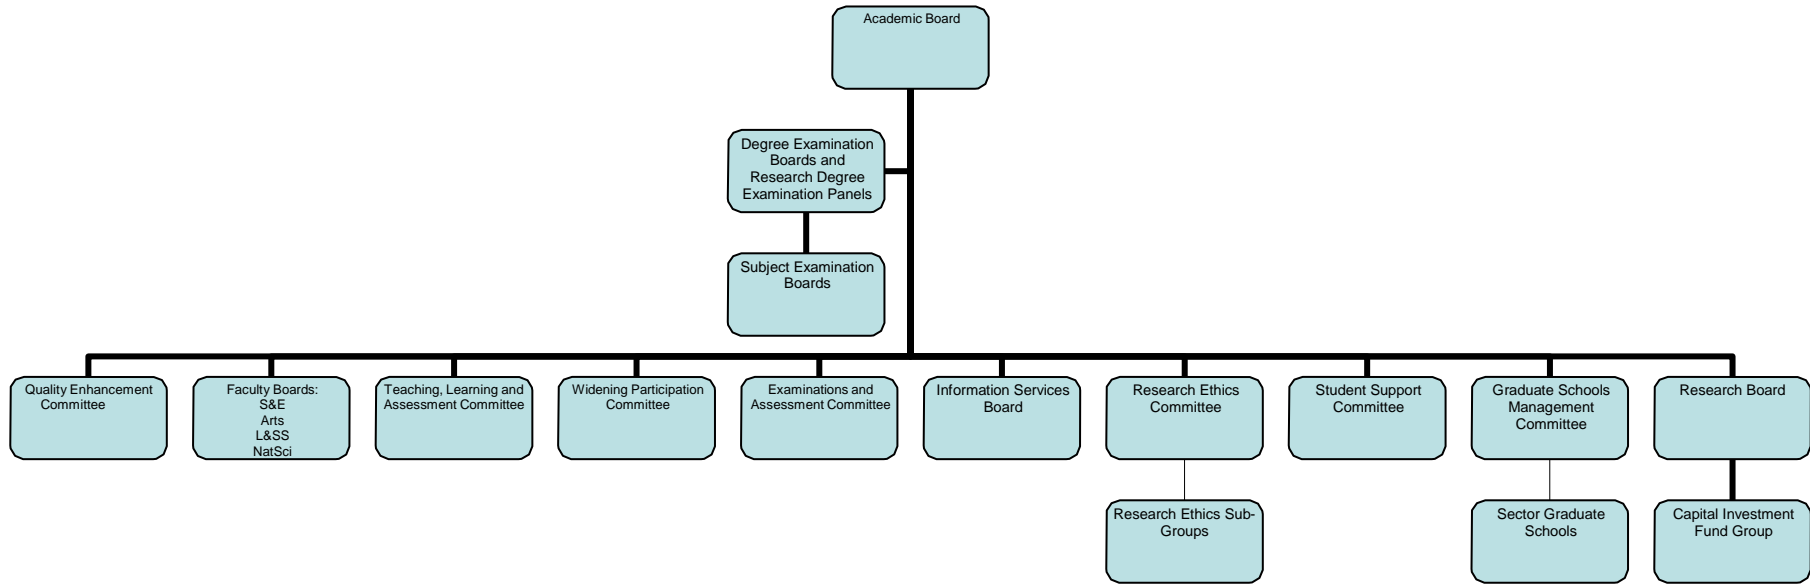 Academic Board
Degree Examination
Boards and
Research Degree
Examination Panels
Subject Examination
Boards
Quality Enhancement
Committee
Faculty Boards:
S&E
Arts
L&SS
NatSci
Teaching, Learning and
Assessment Committee
Widening Participation
Committee
Examinations and
Assessment Committee
Information Services
Board
Research Ethics
Committee
Student Support
Committee
Graduate Schools
Management
Committee
Research Board
Research Ethics Sub-
Groups
Sector Graduate
Schools
Capital Investment
Fund Group